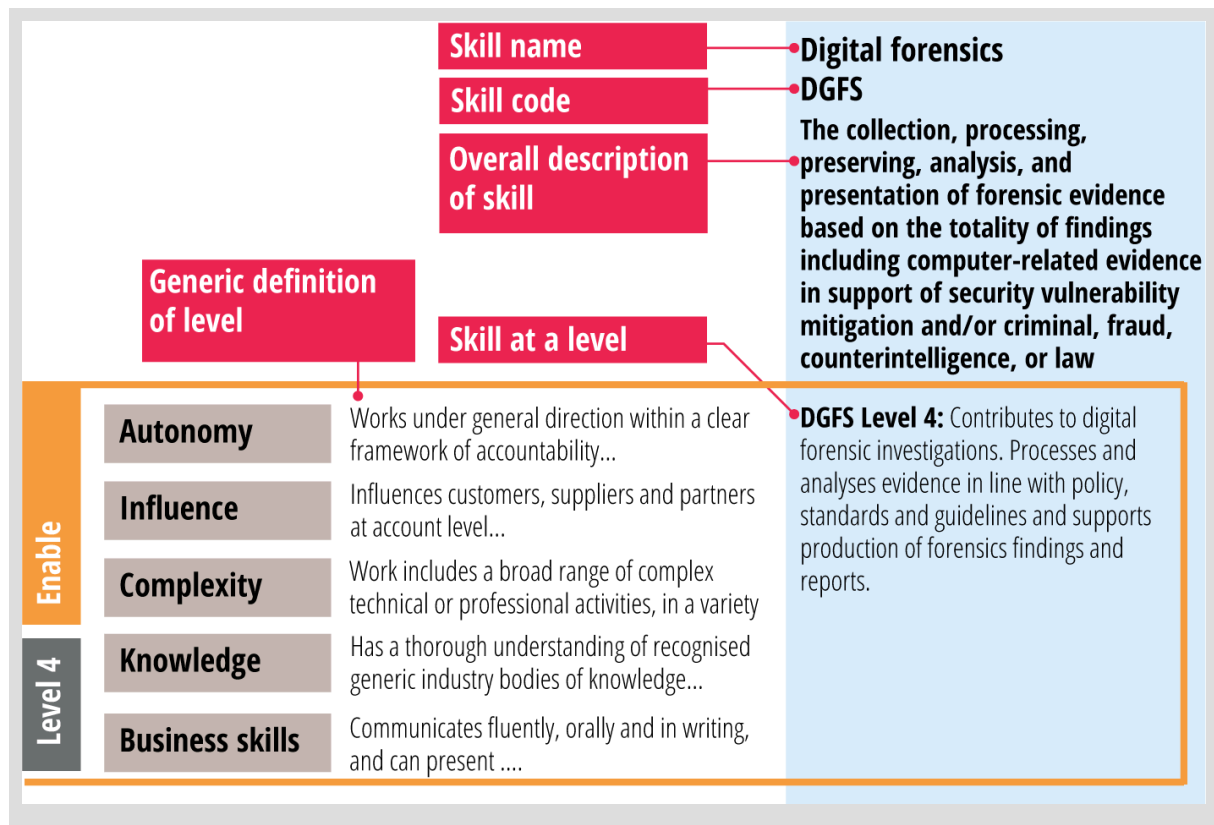 Skill name
Digital forensics
Skill code
DGFS
Overall description
of skill
The collection, processing,
preserving, analysis, and
presentation of forensic evidence
based on the totality of findings
including computer-related evidence
in support of security vulnerability
mitigation and/or criminal, fraud,
counterintelligence, or law
Generic definition
of level
Skill at a level
Enable
Level 4
Autonomy
Works under general direction within a clear
framework of accountability...
Influence
Influences customers, suppliers and partners
at account level...
Complexity
Work includes a broad range of complex
technical or professional activities, in a variety
Knowledge
Has a thorough understanding of recognised
generic industry bodies of knowledge...
Business skills
Communicates fluently, orally and in writing,
and can present ....
DGFS Level 4: Contributes to digital
forensic investigations. Processes and
analyses evidence in line with policy,
standards and guidelines and supports
production of forensics findings and
reports.